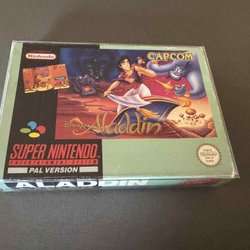 Nintendo
CAPCOM
Disney's Aladdin
SUPER NINTENDO
ENTERTAINMENT SYSTEM
PAL VERSION
ALADDIN